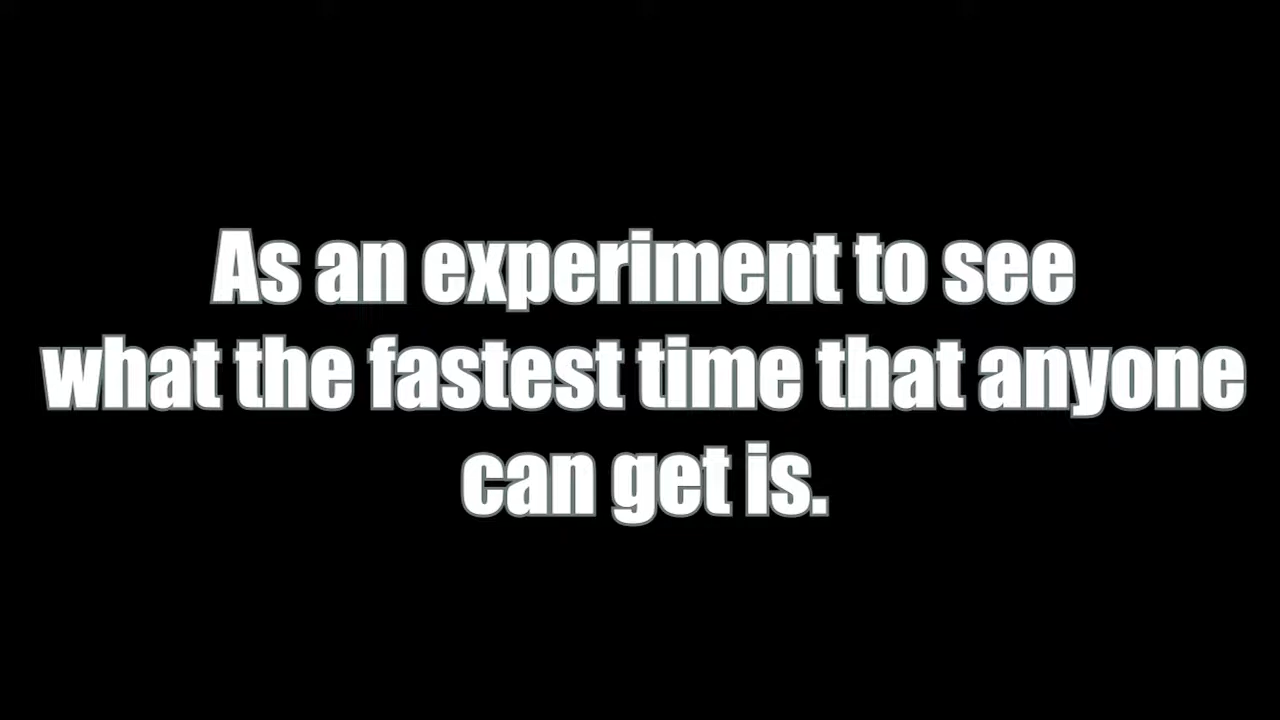 As an experiment to see
what the fastest time that anyone
can get is.